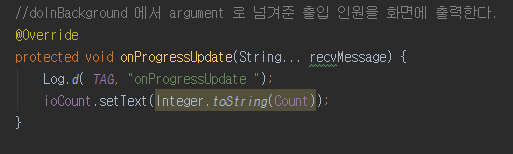 //doInBackground 에서 argument 로 넘겨준 출입 인원을 화면에 출력한다.
@Override
protected void onProgressUpdate(String... recvMessage) {
Log.d( TAG, "onProgressUpdate ");
ioCount.setText(Integer.toString(Count));
}